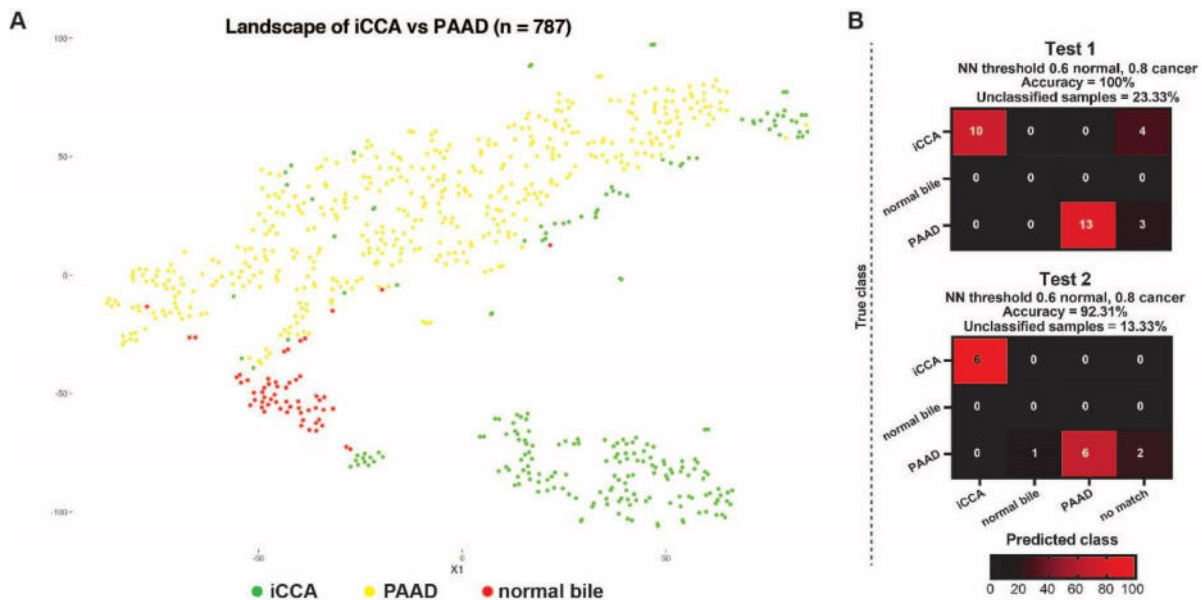 A
Landscape of iCCA vs PAAD (n = 787)
100
50
0
-50
-100
-50
0
50
X1
iCCA
PAAD
normal bile
B
True class
Test 1
NN threshold 0.6 normal, 0.8 cancer
Accuracy = 100%
Unclassified samples = 23.33%
iCCA
10
0
0
4
normal bile
0
0
0
0
PAAD
0
0
13
3
Test 2
NN threshold 0.6 normal, 0.8 cancer
Accuracy = 92.31%
Unclassified samples = 13.33%
iCCA
6
0
0
0
normal bile
0
0
0
0
PAAD
0
1
6
2
iCCA
normal bile
PAAD
no match
Predicted class
0 20 40 60 80 100